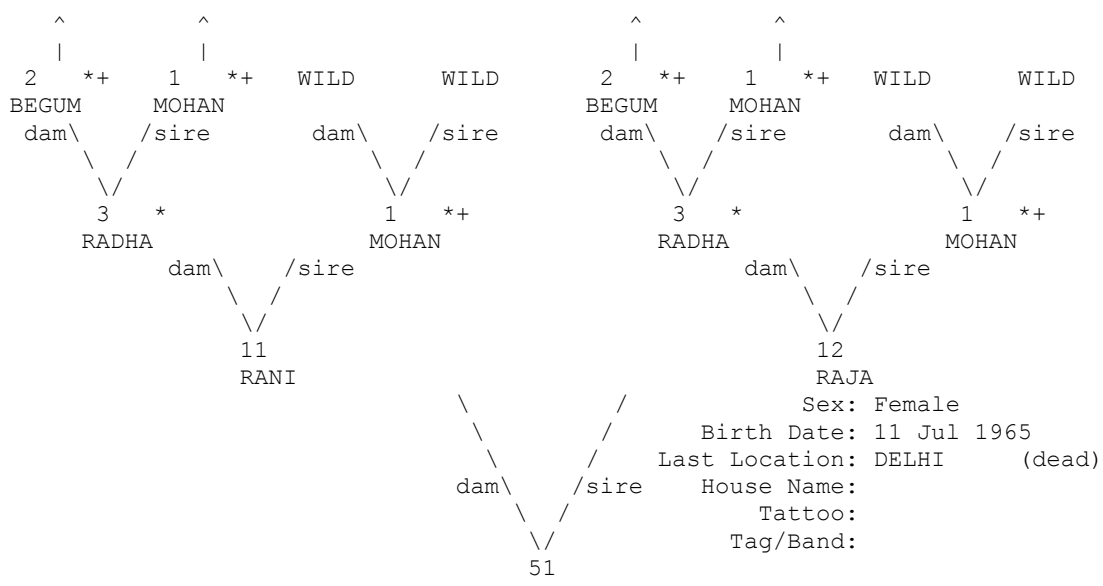 ^ ^ ^ ^
| | | |
2 *+ 1 *+ WILD WILD 2 *+ 1 *+ WILD WILD
BEGUM MOHAN BEGUM MOHAN
dam\ /sire dam\ /sire dam\ /sire dam\ /sire
\ / \ / \ / \ /
\/ \/ \/ \/
3 * 1 *+ 3 * 1 *+
RADHA MOHAN RADHA MOHAN
dam\ /sire dam\ /sire
\ / \ /
\/ \/
11 12
RANI RAJA
\ / Sex: Female
\ / Birth Date: 11 Jul 1965
\ / Last Location: DELHI (dead)
dam\ /sire House Name:
\ / Tattoo:
\/ Tag/Band:
51